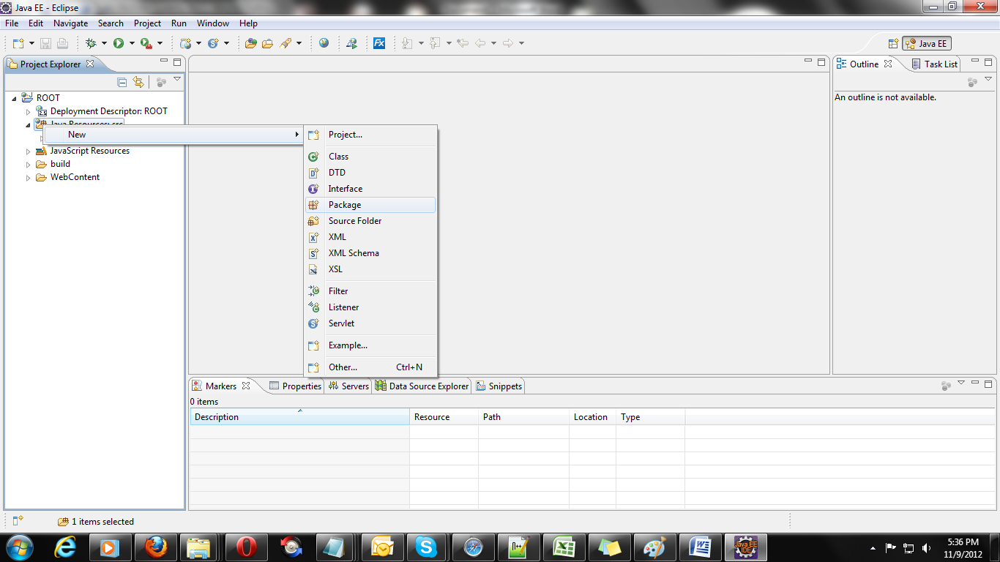 Java EE - Eclipse
File Edit Navigate Search Project Run Window Help
Java EE
Project Explorer
Outline Task List
ROOT
An outline is not available.
Deployment Descriptor: ROOT
Java Resources: src
New
Project...
JavaScript Resources
Class
build
DTD
WebContent
Interface
Package
Source Folder
XML
XML Schema
XSL
Filter
Listener
Servlet
Example...
Other... Ctrl+N
Markers Properties Servers Data Source Explorer Snippets
0 items
Description Resource Path Location Type
1 items selected
5:36 PM
11/9/2012
Java EE
IDE